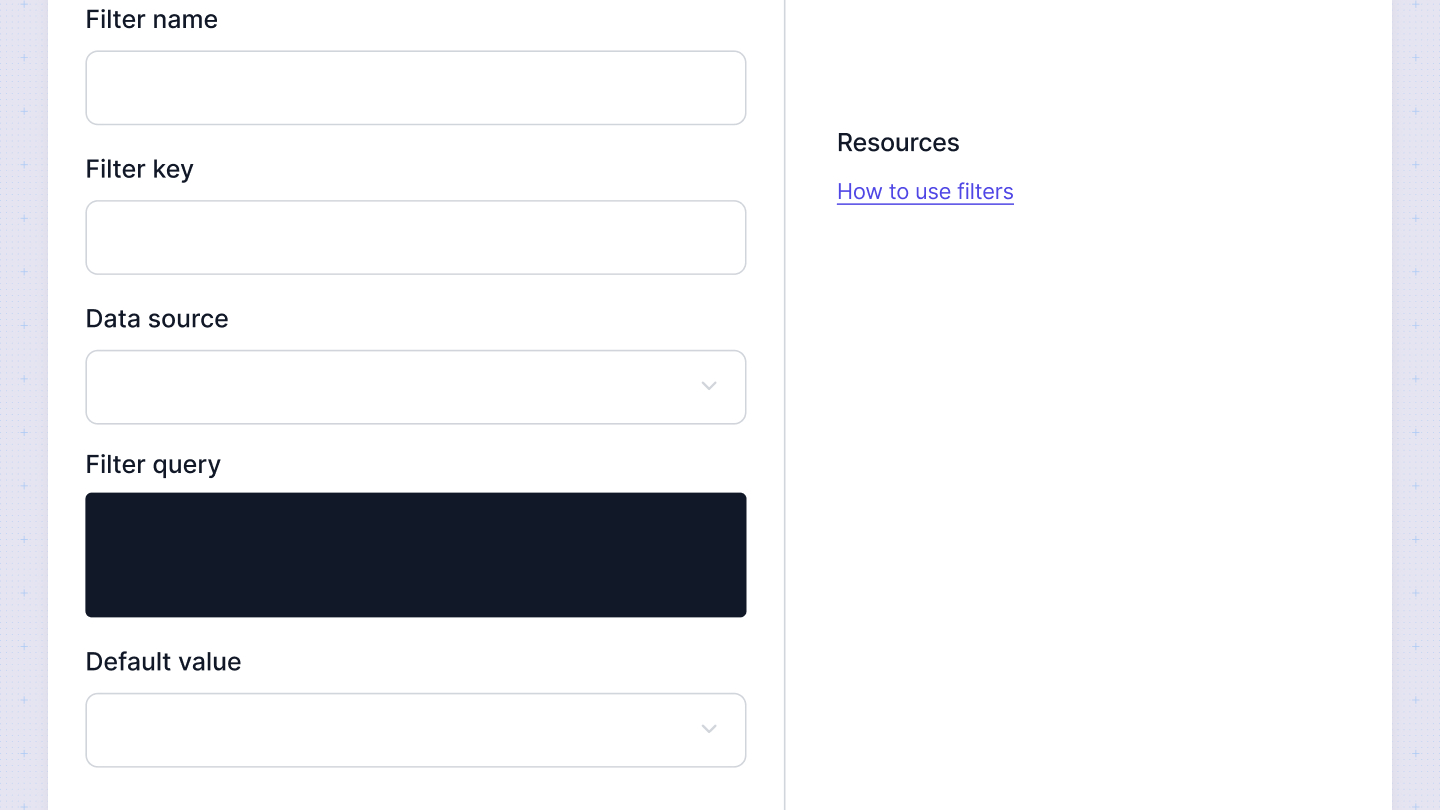 Filter name
Filter key
Data source
Filter query
Default value
Resources
How to use filters